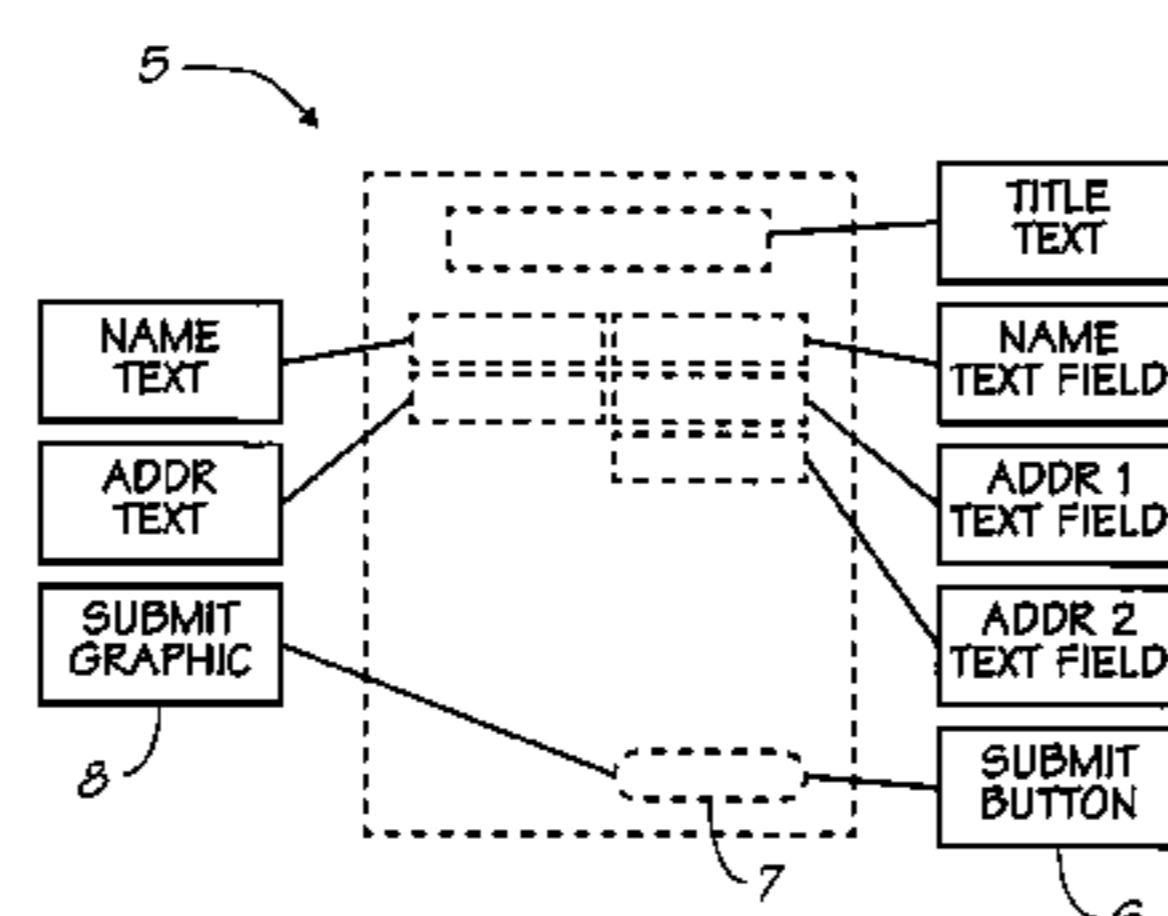 5
TITLE
TEXT
NAME
TEXT
NAME
TEXT FIELD
ADDR
TEXT
ADDR 1
TEXT FIELD
SUBMIT
GRAPHIC
ADDR 2
TEXT FIELD
8
SUBMIT
BUTTON
7